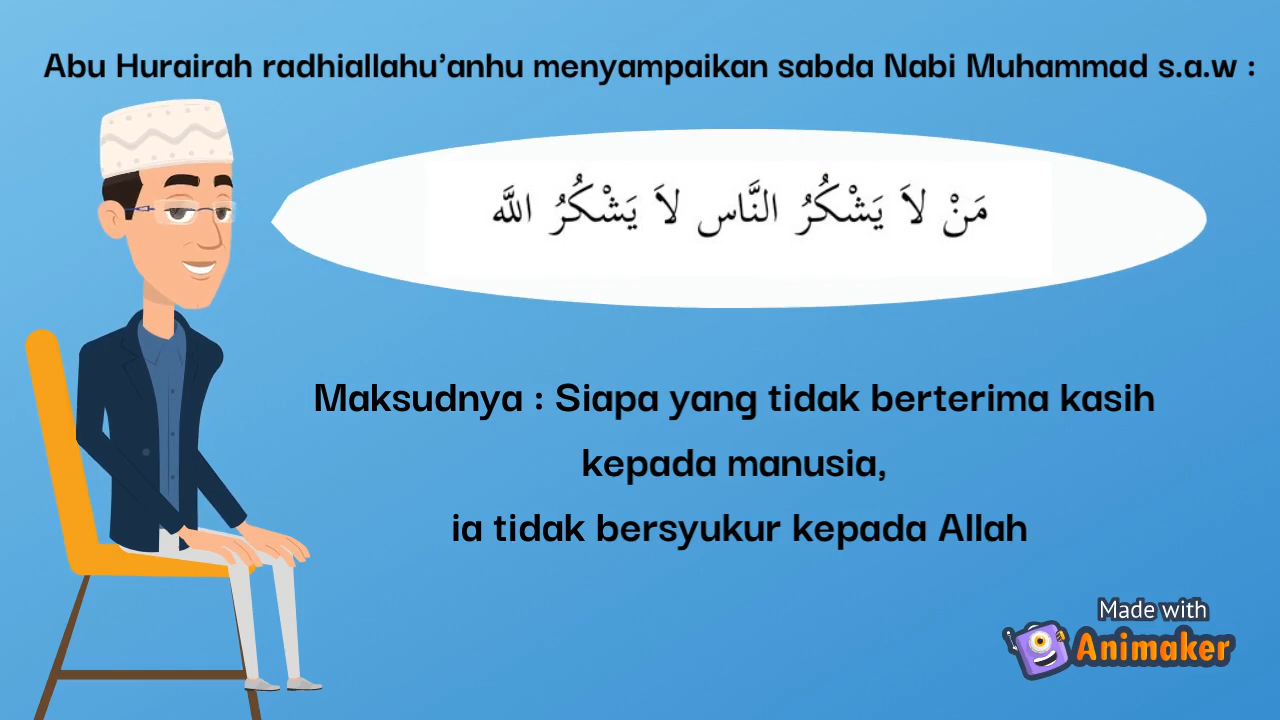 Abu Hurairah radhiallahu'anhu menyampaikan sabda Nabi Muhammad s.a.w :
مَنْ لاَ يَشْكُرُ النَّاس لاَ يَشْكُرُ اللَّه
Maksudnya : Siapa yang tidak berterima kasih
kepada manusia,
ia tidak bersyukur kepada Allah
Made with
Animaker